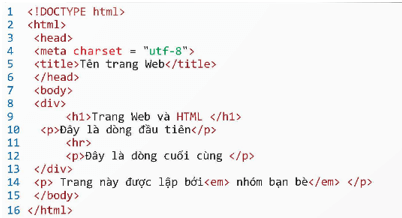 1 <!DOCTYPE html>
2 <html>
3 <head>
4 <meta charset = "utf-8">
5 <title>Tên trang Web</title>
6 </head>
7 <body>
8 <div>
9 <h1>Trang Web và HTML </h1>
10 <p>Đây là dòng đầu tiên</p>
11 <hr>
12 <p>Đây là dòng cuối cùng </p>
13 </div>
14 <p> Trang này được lập bởi<em> nhóm bạn bè</em> </p>
15 </body>
16 </html>